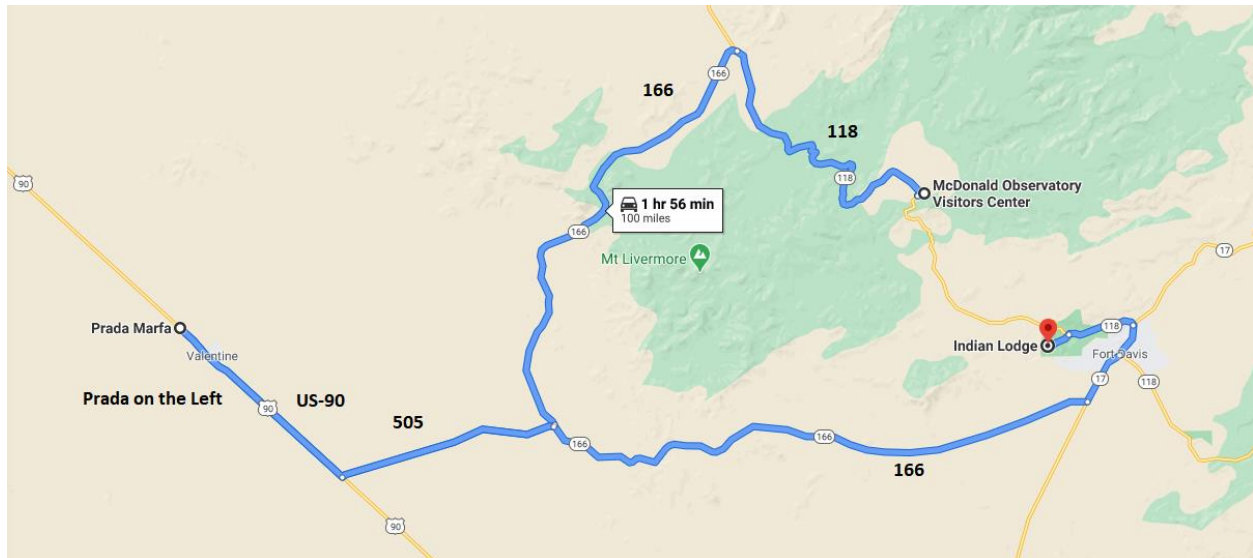 166
166
118
90
118
McDonald Observatory
Visitors Center
1 hr 56 min
100 miles
166
Mt Livermore
17
Prada Marfa
118
Valentine
Indian Lodge
Fort Davis
17
118
Prada on the Left
US-90
90
505
166
166
166
90